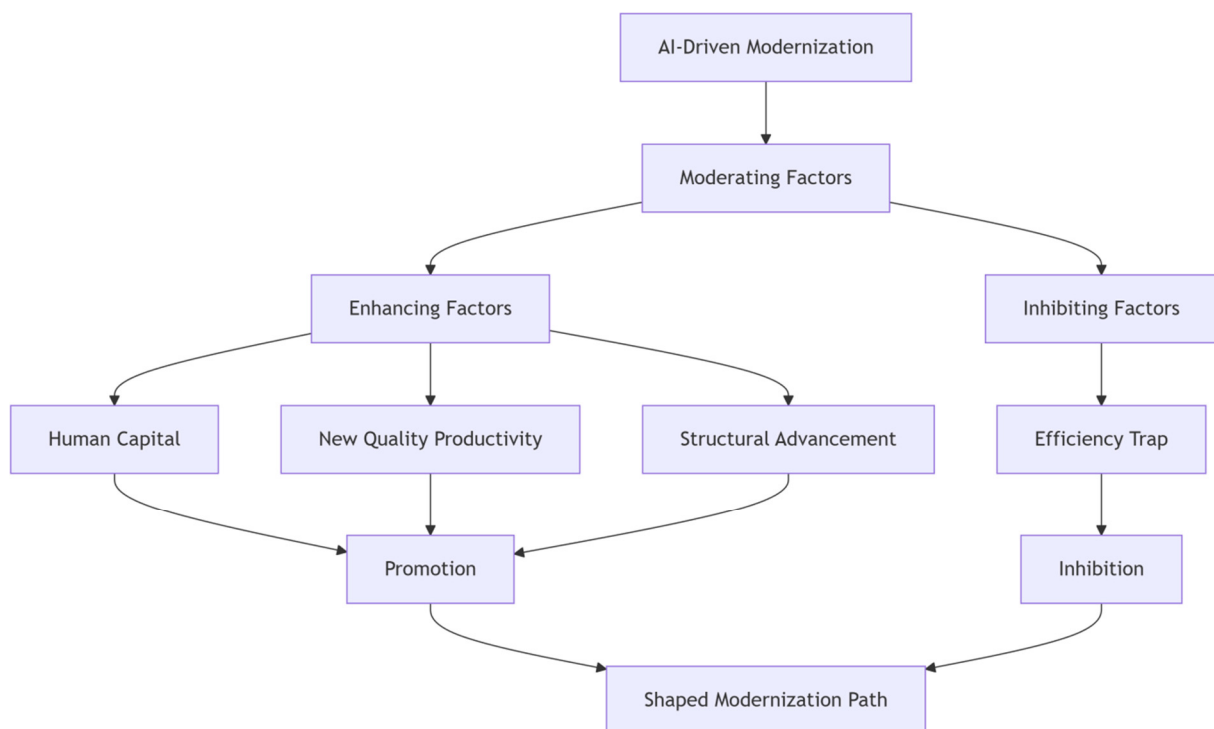 AI-Driven Modernization
Moderating Factors
Enhancing Factors
Inhibiting Factors
Human Capital
New Quality Productivity
Structural Advancement
Efficiency Trap
Promotion
Inhibition
Shaped Modernization Path